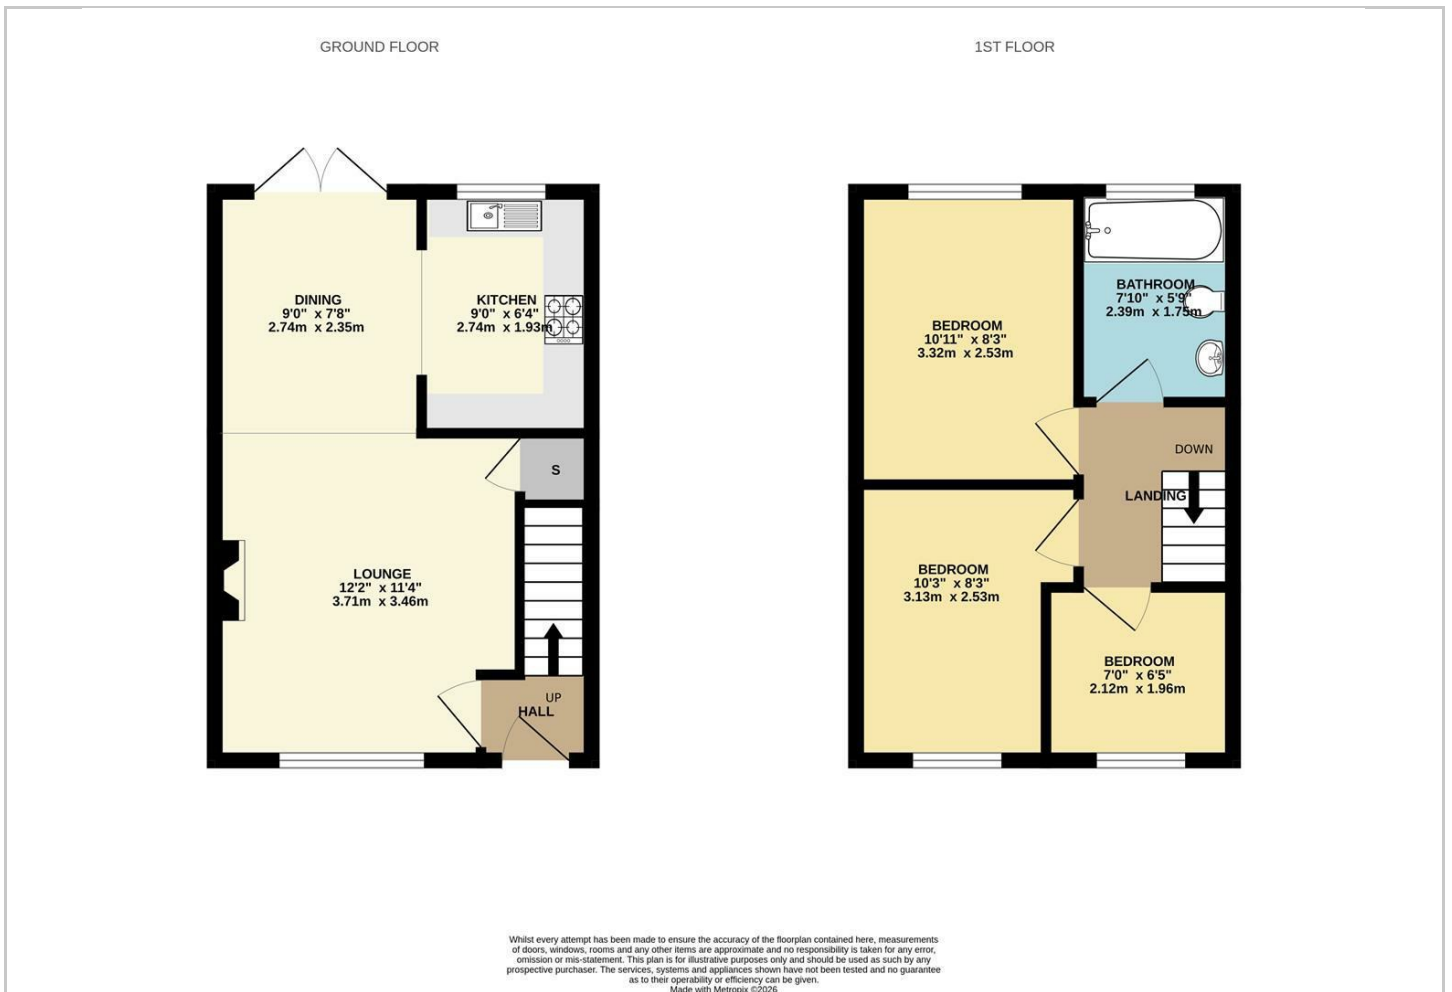 GROUND FLOOR
1ST FLOOR
DINING
9'0" x 7'8"
2.74m x 2.35m
KITCHEN
9'0" x 6'4"
2.74m x 1.93m
S
LOUNGE
12'2" x 11'4"
3.71m x 3.46m
UP
HALL
BEDROOM
10'11" x 8'3"
3.32m x 2.53m
BATHROOM
7'10" x 5'9"
2.39m x 1.75m
DOWN
LANDING
BEDROOM
10'3" x 8'3"
3.13m x 2.53m
BEDROOM
7'0" x 6'5"
2.12m x 1.96m
Whilst every attempt has been made to ensure the accuracy of the floorplan contained here, measurements
of doors, windows, rooms and any other items are approximate and no responsibility is taken for any error,
omission or mis-statement. This plan is for illustrative purposes only and should be used as such by any
prospective purchaser. The services, systems and appliances shown have not been tested and no guarantee
as to their operability or efficiency can be given.
Made with Metropix ©2026